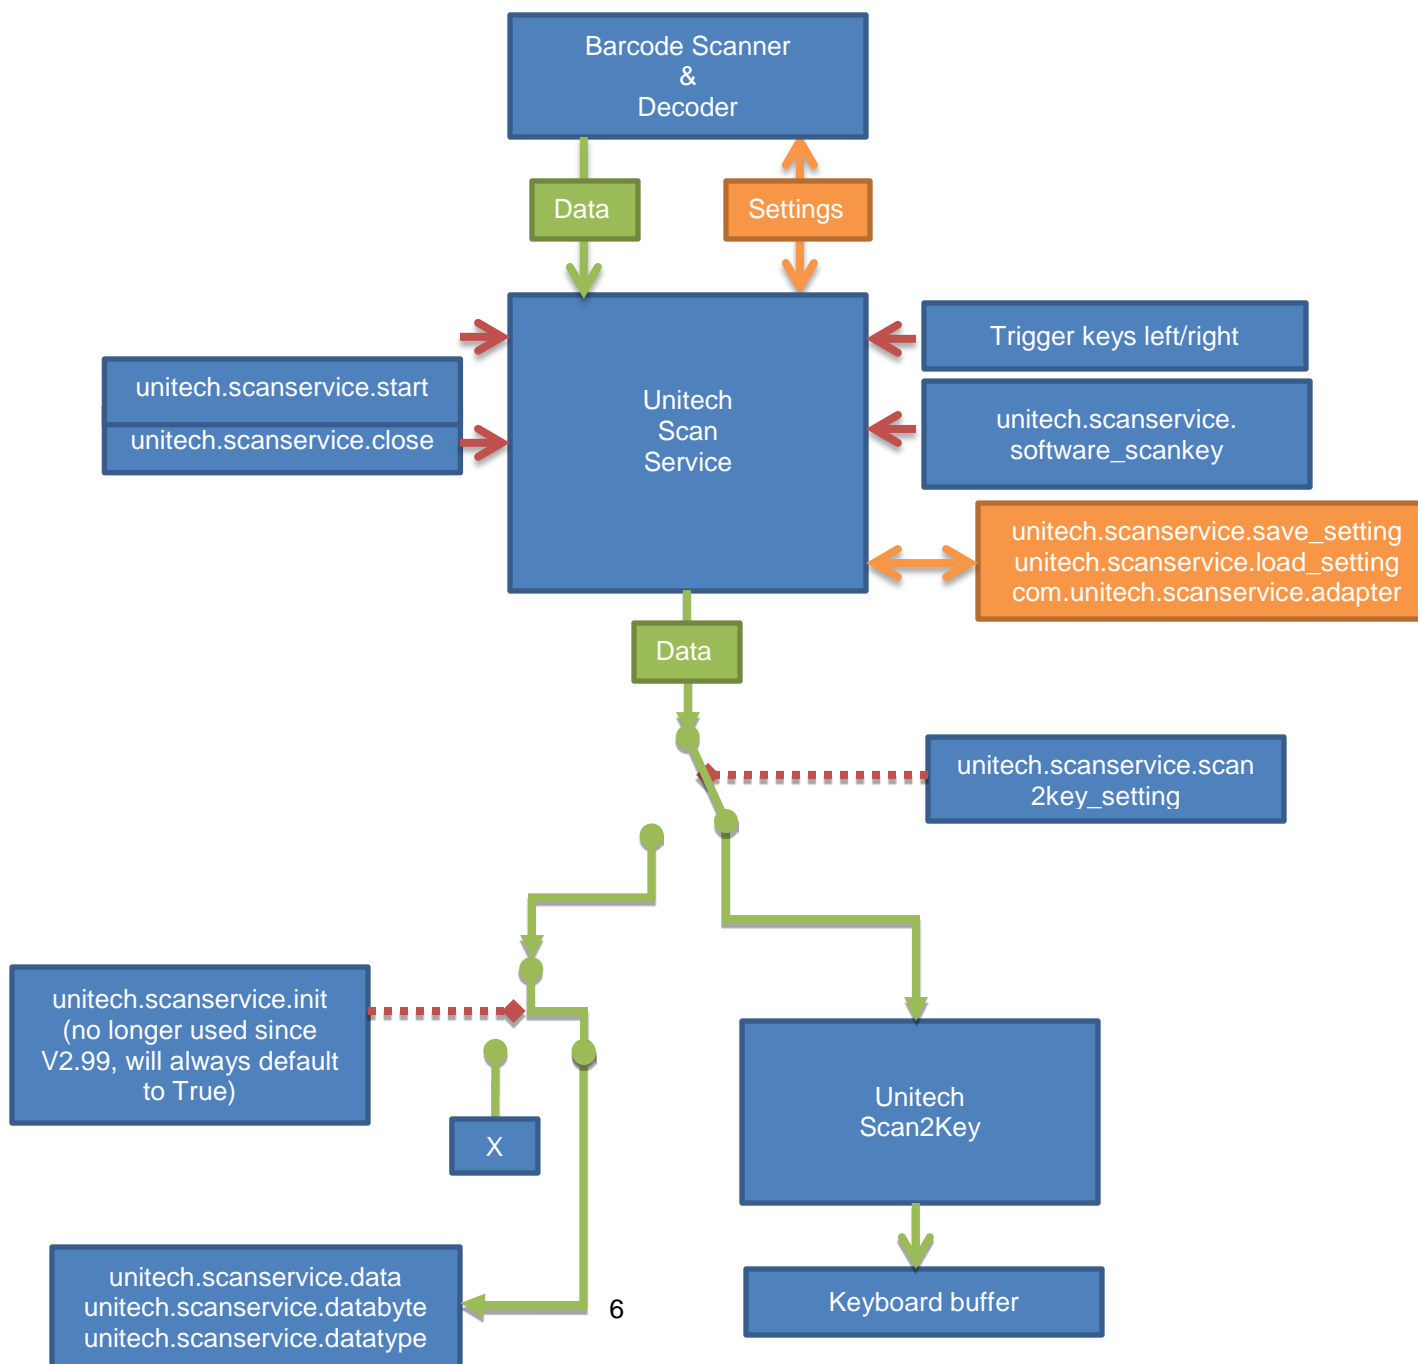 Barcode Scanner
&
Decoder
Data
Settings
unitech.scanservice.start
unitech.scanservice.close
Unitech
Scan
Service
Trigger keys left/right
unitech.scanservice.
software_scankey
unitech.scanservice.save_setting
unitech.scanservice.load_setting
com.unitech.scanservice.adapter
Data
unitech.scanservice.scan
2key_setting
unitech.scanservice.init
(no longer used since
V2.99, will always default
to True)
X
Unitech
Scan2Key
unitech.scanservice.data
unitech.scanservice.databyte
unitech.scanservice.datatype
6
Keyboard buffer